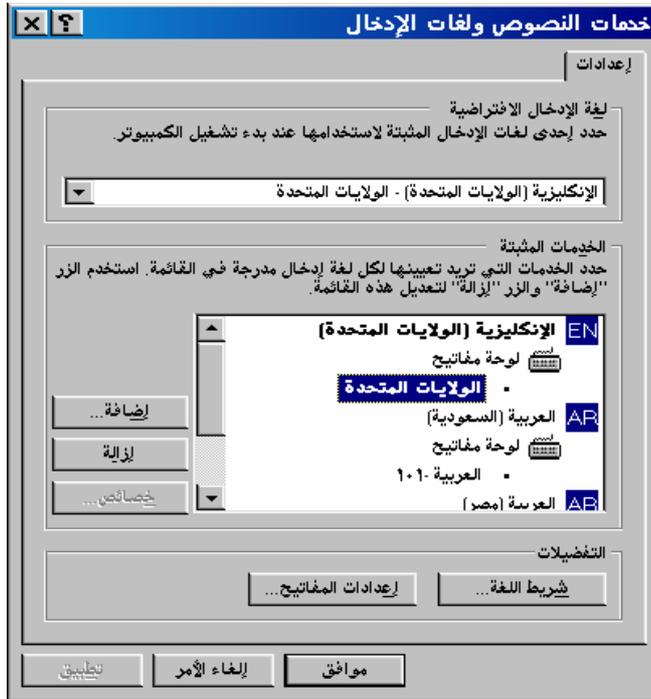 خدمات النصوص ولغات الإدخال
إعدادات
لغة الإدخال الافتراضية
حدد إحدى لغات الإدخال المثبتة لاستخدامها عند بدء تشغيل الكمبيوتر.
الإنكليزية (الولايات المتحدة) - الولايات المتحدة
الخدمات المثبتة
حدد الخدمات التي تريد تعيينها لكل لغة إدخال مدرجة في القائمة. استخدم الزر
"إضافة" والزر "إزالة" لتعديل هذه القائمة.
EN الإنكليزية (الولايات المتحدة)
لوحة مفاتيح
الولايات المتحدة
AR العربية (السعودية)
لوحة مفاتيح
العربية -١٠١
AR العربية (مصر)
إضافة...
إزالة
خصائص...
التفضيلات
شريط اللغة...
إعدادات المفاتيح...
موافق
إلغاء الأمر
تطبيق